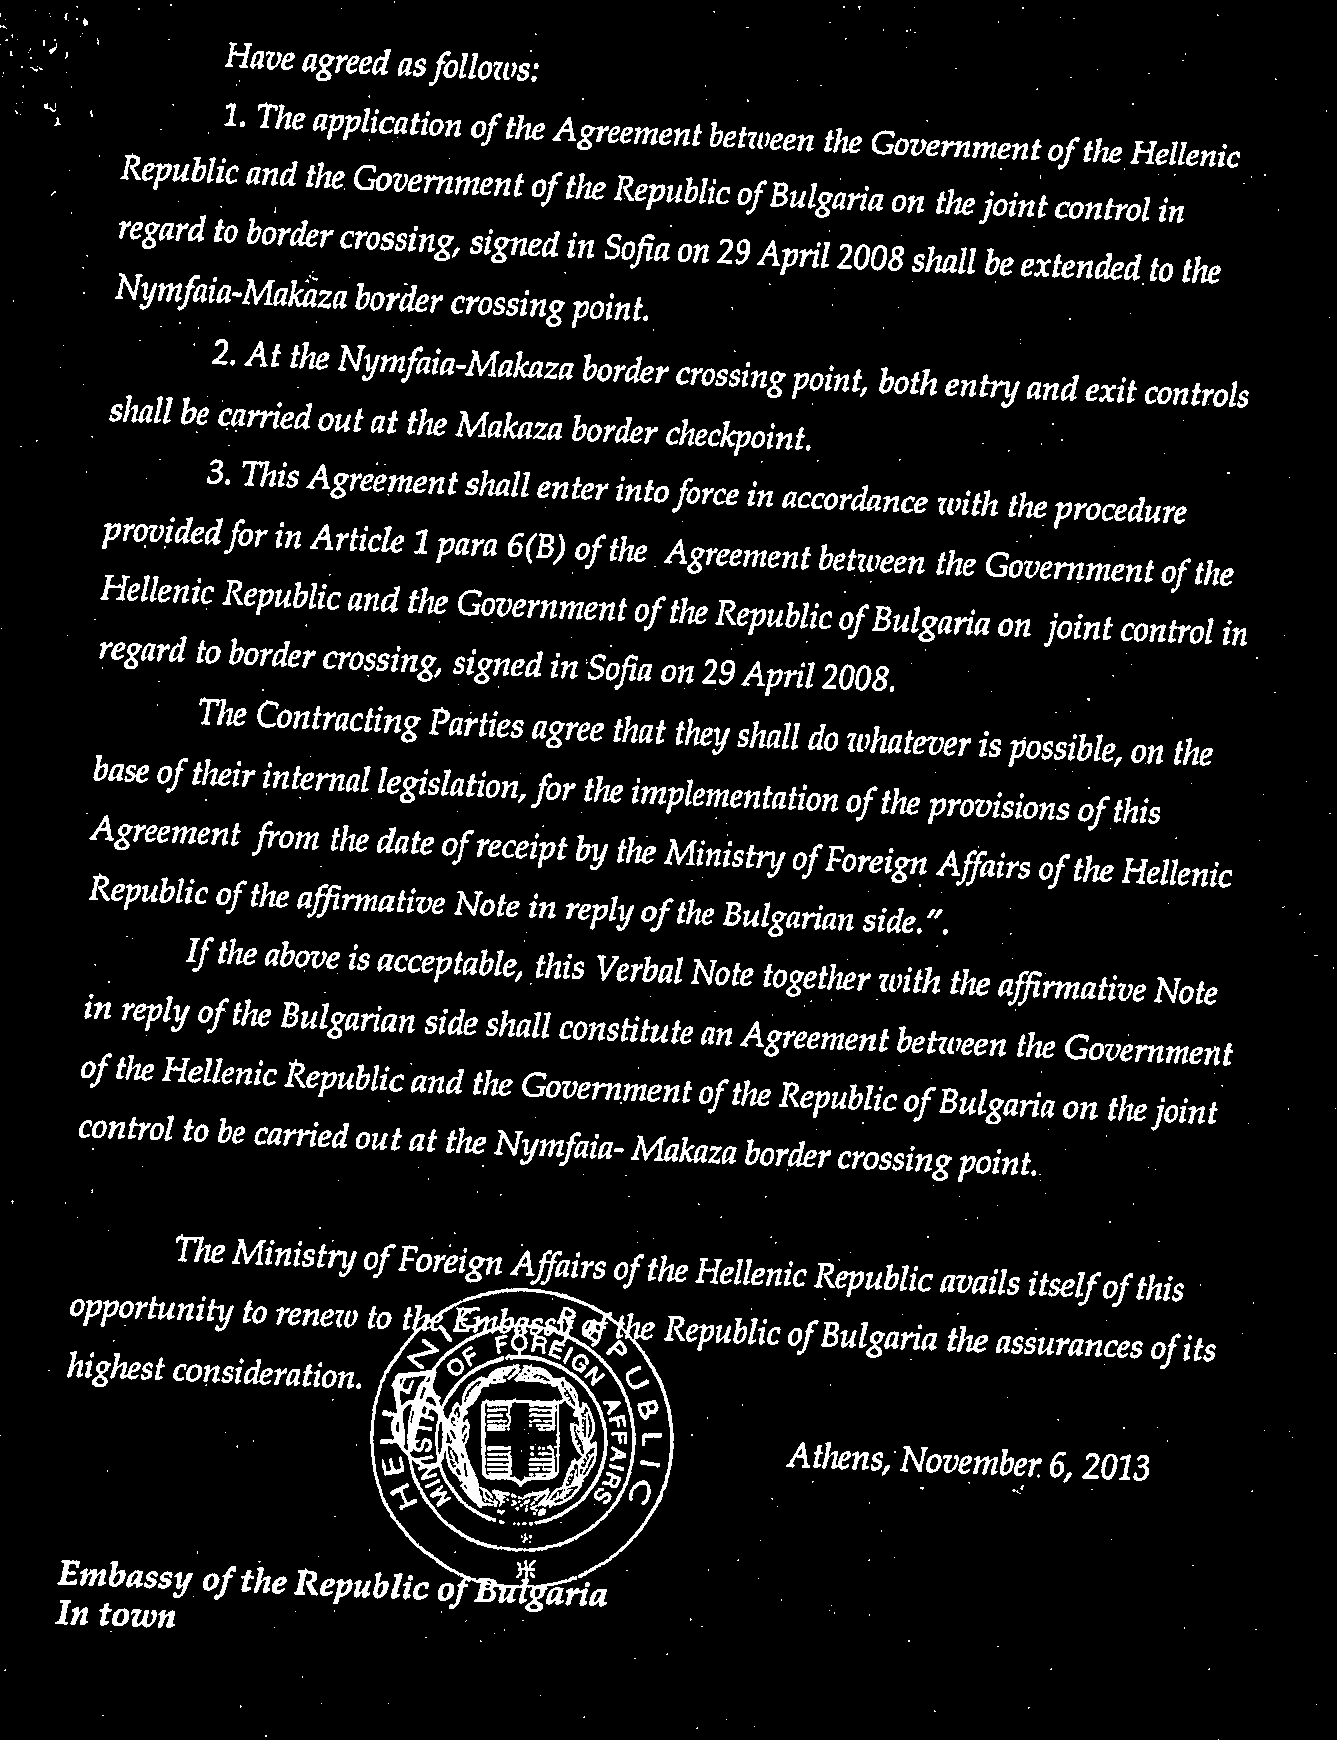 Have agreed as follows:
1. The application of the Agreement between the Government of the Hellenic
Republic and the Government of the Republic of Bulgaria on the joint control in
regard to border crossing, signed in Sofia on 29 April 2008 shall be extended to the
Nymfaia-Makaza border crossing point.
2. At the Nymfaia-Makaza border crossing point, both entry and exit controls
shall be carried out at the Makaza border checkpoint.
3. This Agreement shall enter into force in accordance with the procedure
provided for in Article 1 para 6(B) of the Agreement between the Government of the
Hellenic Republic and the Government of the Republic of Bulgaria on joint control in
regard to border crossing, signed in Sofia on 29 April 2008.
The Contracting Parties agree that they shall do whatever is possible, on the
base of their internal legislation, for the implementation of the provisions of this
Agreement from the date of receipt by the Ministry of Foreign Affairs of the Hellenic
Republic of the affirmative Note in reply of the Bulgarian side.".
If the above is acceptable, this Verbal Note together with the affirmative Note
in reply of the Bulgarian side shall constitute an Agreement between the Government
of the Hellenic Republic and the Government of the Republic of Bulgaria on the joint
control to be carried out at the Nymfaia- Makaza border crossing point.
The Ministry of Foreign Affairs of the Hellenic Republic avails itself of this
opportunity to renew to the Embassy of the Republic of Bulgaria the assurances of its
highest consideration.
HELLENIC REPUBLIC
MINISTRY OF FOREIGN AFFAIRS
Athens, November 6, 2013
Embassy of the Republic of Bulgaria
In town